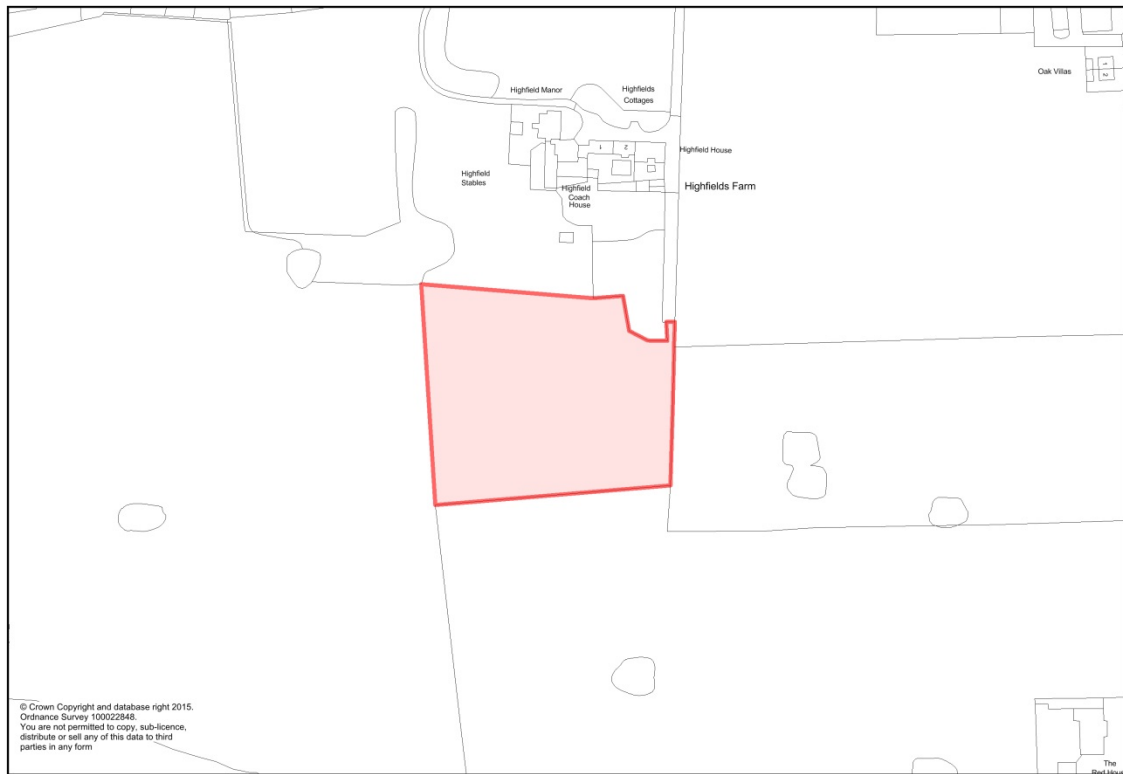 Oak Villas
1
2
Highfield Manor
Highfields
Cottages
1
2
Highfield House
Highfield
Stables
Highfields Farm
Highfield
Coach
House
© Crown Copyright and database right 2015.
Ordnance Survey 100022848.
You are not permitted to copy, sub-licence,
distribute or sell any of this data to third
parties in any form
The